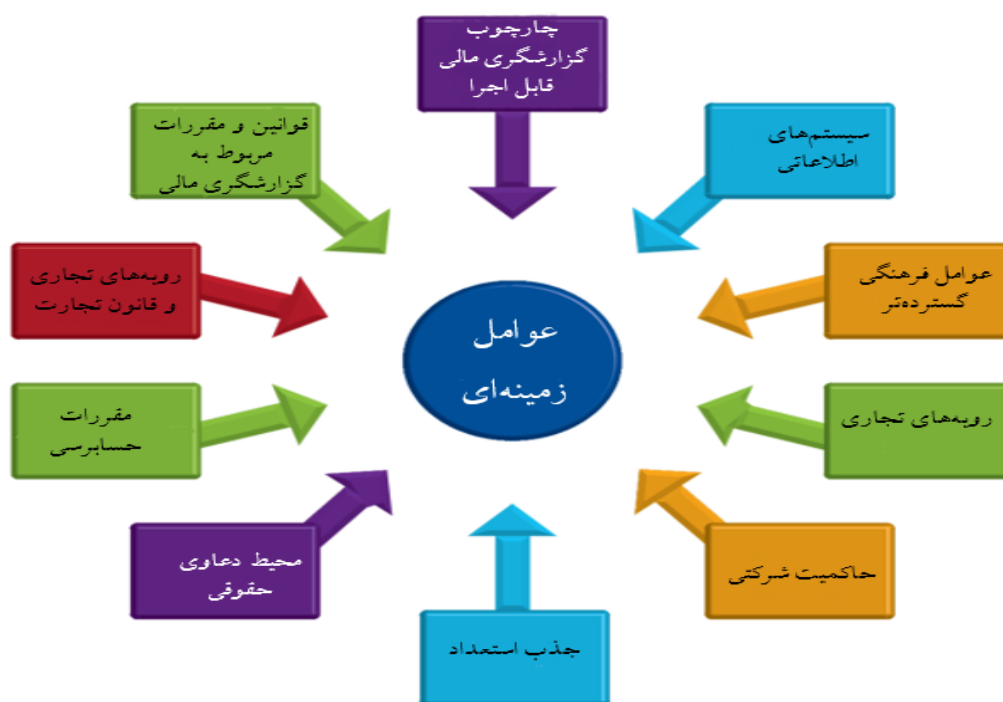 چارچوب
گزارشگری مالی
قابل اجرا
سیستم‌های
اطلاعاتی
قوانین و مقررات
مربوط به
گزارشگری مالی
عوامل فرهنگی
گسترده‌تر
رویه‌های تجاری
و قانون تجارت
عوامل
زمینه‌ای
رویه‌های تجاری
مقررات
حسابرسی
حاکمیت شرکتی
محیط دعاوی
حقوقی
جذب استعداد